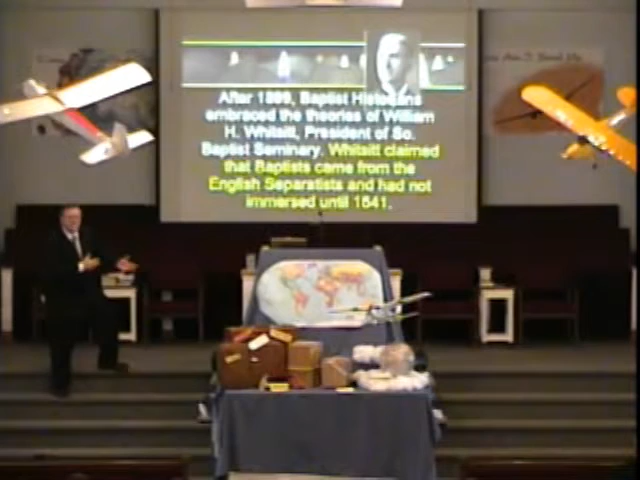 After 1899, Baptist Historians
embraced the theories of William
H. Whitsitt, President of So.
Baptist Seminary. Whitsitt claimed
that Baptists came from the
English Separatists and had not
immersed until 1641.